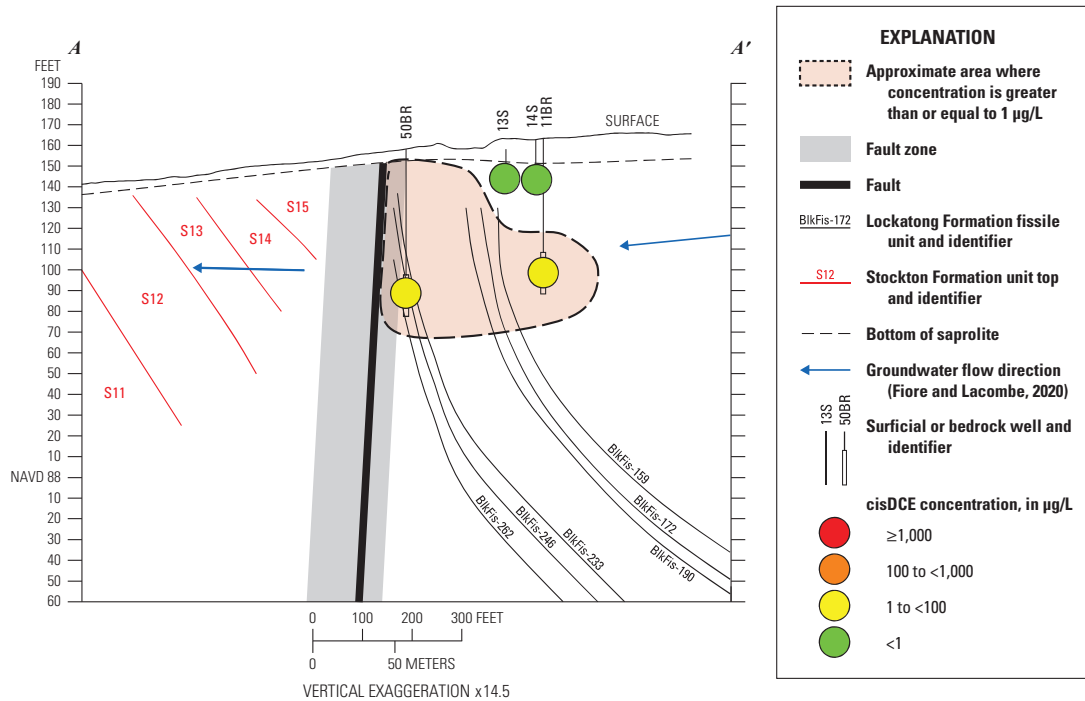 A
A′
FEET
190
180
170
160
150
140
130
120
110
100
90
80
70
60
50
40
30
20
10
NAVD 88
10
20
30
40
50
60
50BR
13S
14S
11BR
SURFACE
S15
S13
S14
S12
S11
BlkFis-159
BlkFis-172
BlkFis-190
BlkFis-233
BlkFis-246
BlkFis-262
0 100 200 300 FEET
0 50 METERS
VERTICAL EXAGGERATION x14.5
EXPLANATION
Approximate area where
concentration is greater
than or equal to 1 µg/L
Fault zone
Fault
BlkFis-172
Lockatong Formation fissile
unit and identifier
S12
Stockton Formation unit top
and identifier
Bottom of saprolite
Groundwater flow direction
(Fiore and Lacombe, 2020)
13S
50BR
Surficial or bedrock well and
identifier
cisDCE concentration, in µg/L
≥1,000
100 to <1,000
1 to <100
<1